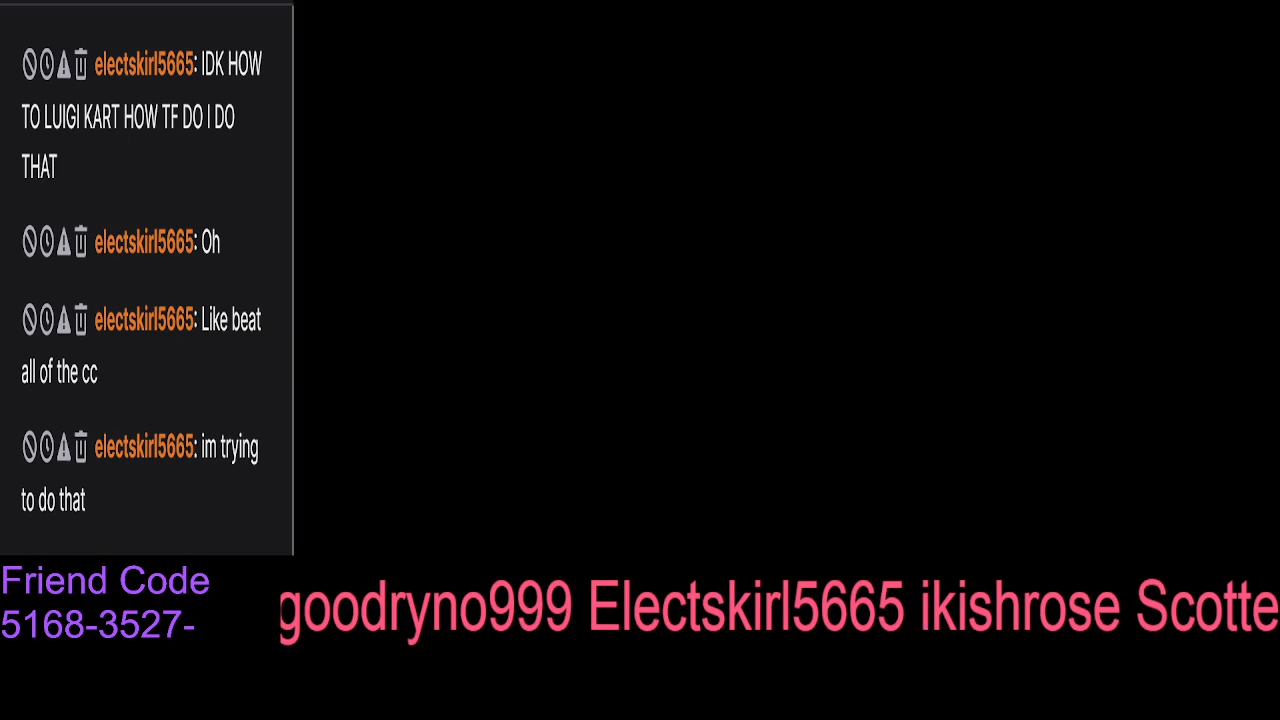 electskirl5665: IDK HOW
TO LUIGI KART HOW TF DO I DO
THAT
electskirl5665: Oh
electskirl5665: Like beat
all of the cc
electskirl5665: im trying
to do that
Friend Code
5168-3527-
goodryno999 Electskirl5665 ikishrose Scotte